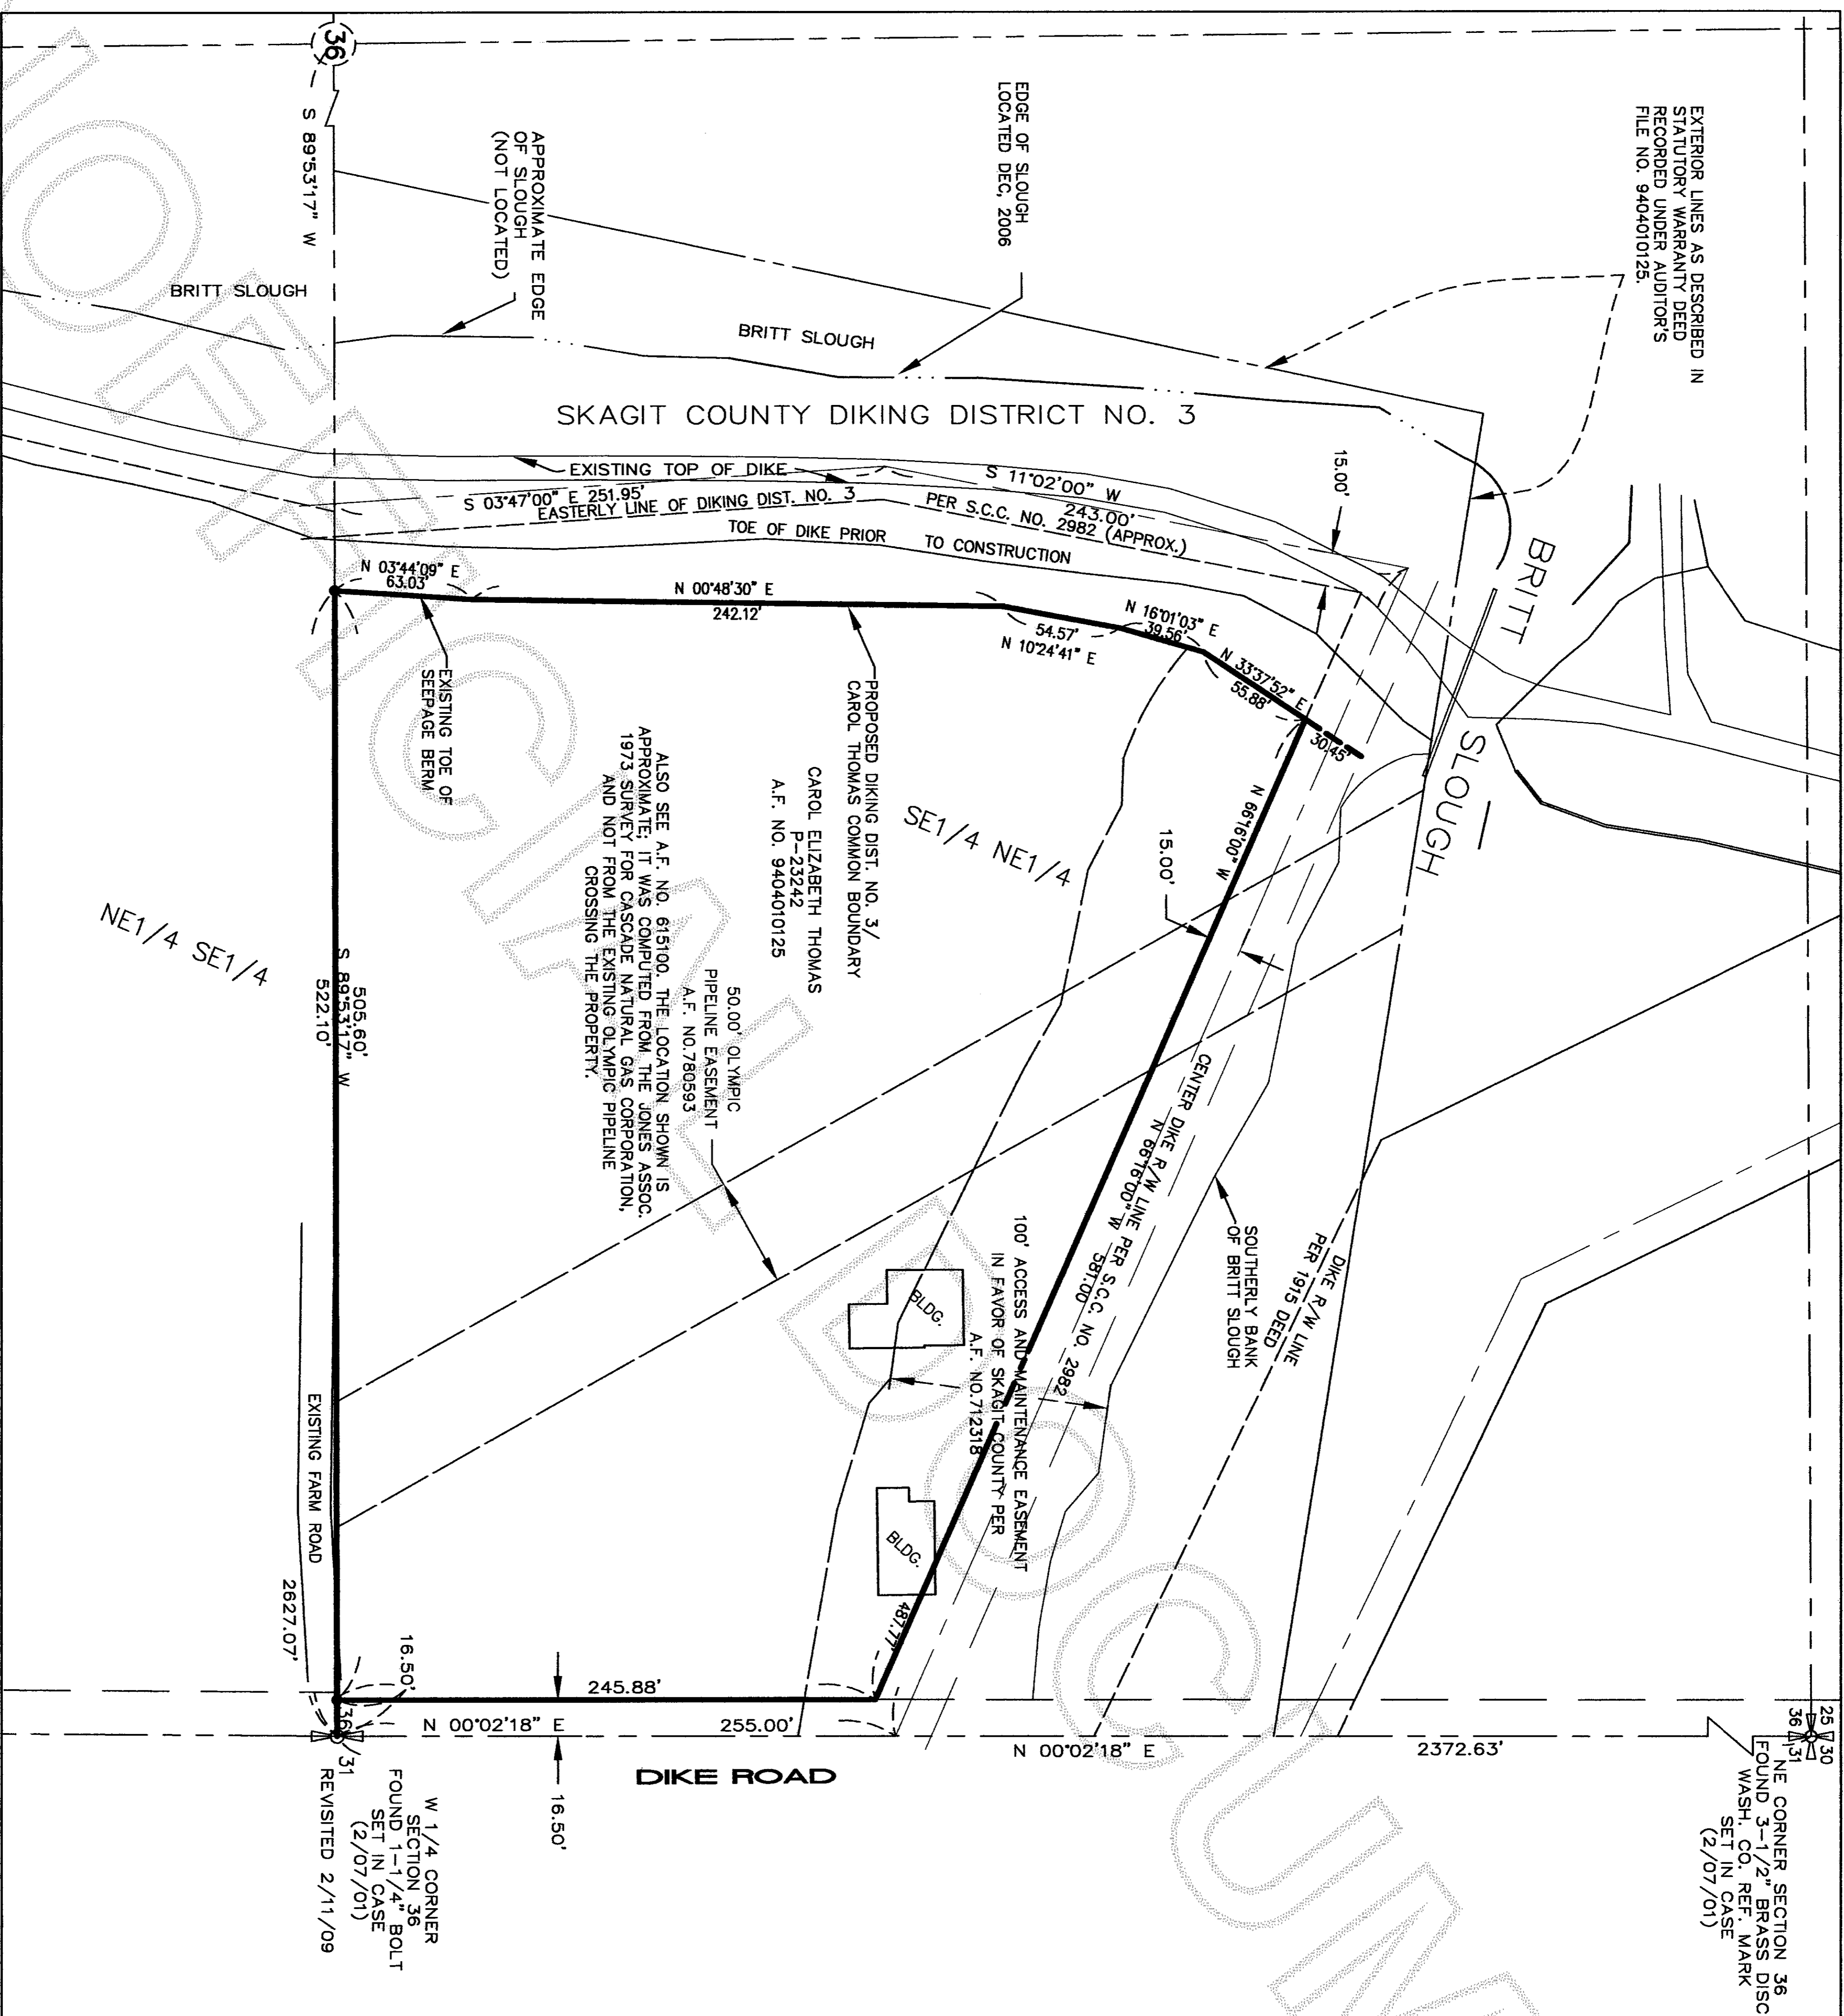 EXTERIOR LINES AS DESCRIBED IN
STATUTORY WARRANTY DEED
RECORDED UNDER AUDITOR'S
FILE NO. 9404010125.
EDGE OF SLOUGH
LOCATED DEC, 2006
APPROXIMATE EDGE
OF SLOUGH
(NOT LOCATED)
36
S 89°53'17" W
BRITT SLOUGH
BRITT SLOUGH
SKAGIT COUNTY DIKING DISTRICT NO. 3
EXISTING TOP OF DIKE
S 03°47'00" E 251.95'
EASTERLY LINE OF DIKING DIST. NO. 3
PER S.C.C. NO. 2982 (APPROX.)
S 11°02'00" W
243.00'
TOE OF DIKE PRIOR TO CONSTRUCTION
15.00'
BRITT
SLOUGH
N 03°44'09" E
63.03'
N 00°48'30" E
242.12'
54.57'
N 10°24'41" E
N 16°01'03" E
39.56'
N 33°37'52" E
55.88'
30.45'
EXISTING TOE OF
SEEPAGE BERM
PROPOSED DIKING DIST. NO. 3/
CAROL THOMAS COMMON BOUNDARY
CAROL ELIZABETH THOMAS
P-23242
A.F. NO. 9404010125
SE1/4 NE1/4
NE1/4 SE1/4
N 66°16'00" W
15.00'
50.00' OLYMPIC
PIPELINE EASEMENT
A.F. NO.780593
ALSO SEE A.F. NO. 615100. THE LOCATION SHOWN IS
APPROXIMATE; IT WAS COMPUTED FROM THE JONES ASSOC.
1973 SURVEY FOR CASCADE NATURAL GAS CORPORATION,
AND NOT FROM THE EXISTING OLYMPIC PIPELINE
CROSSING THE PROPERTY.
505.60'
S 89°53'17" W
522.10'
CENTER DIKE R/W LINE PER S.C.C. NO. 2982
N 66°16'00" W 581.00
SOUTHERLY BANK
OF BRITT SLOUGH
DIKE R/W LINE
PER 1915 DEED
100' ACCESS AND MAINTENANCE EASEMENT
IN FAVOR OF SKAGIT COUNTY PER
A.F. NO.712318
BLDG.
BLDG.
487.77'
EXISTING FARM ROAD
2627.07'
16.50'
245.88'
N 00°02'18" E
255.00'
N 00°02'18" E
2372.63'
16.50'
DIKE ROAD
36
31
W 1/4 CORNER
SECTION 36
FOUND 1-1/4" BOLT
SET IN CASE
(2/07/01)
REVISITED 2/11/09
25 30
36 31
NE CORNER SECTION 36
FOUND 3-1/2" BRASS DISC
WASH. CO. REF. MARK
SET IN CASE
(2/07/01)